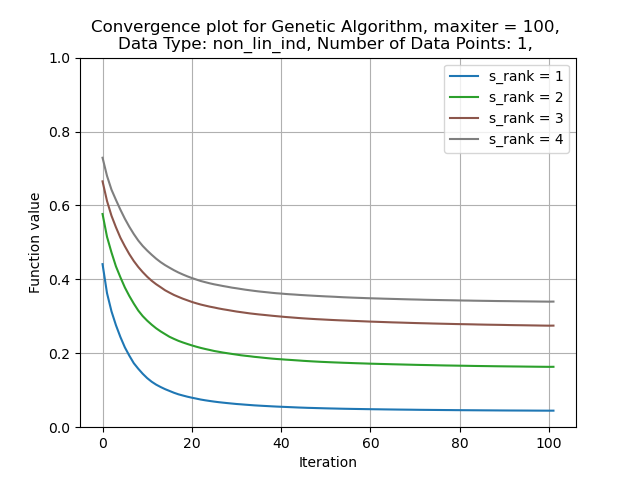 Convergence plot for Genetic Algorithm, maxiter = 100,
Data Type: non_lin_ind, Number of Data Points: 1,
1.0
0.8
0.6
0.4
0.2
0.0
Function value
s_rank = 1
s_rank = 2
s_rank = 3
s_rank = 4
0 20 40 60 80 100
Iteration